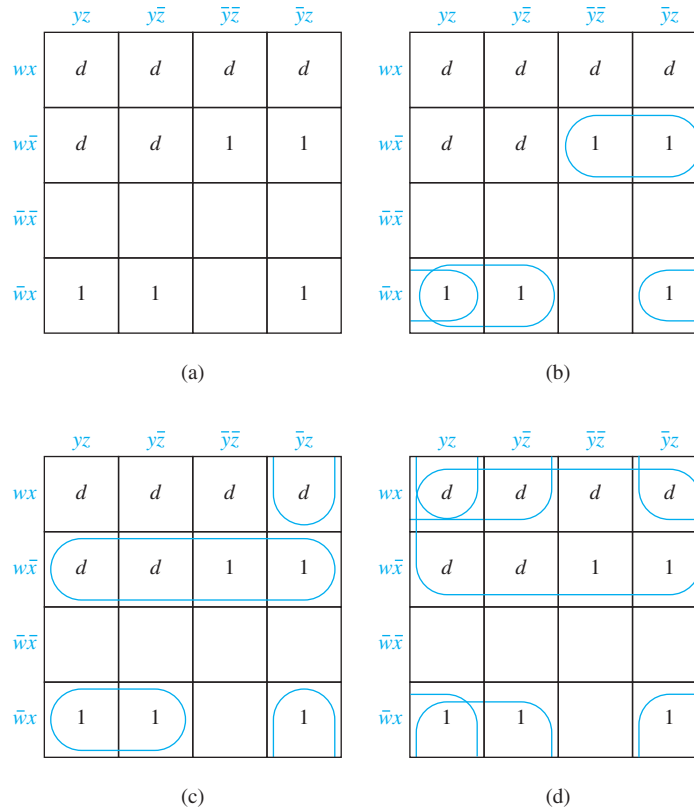 yz yz̄ ȳz̄ ȳz
wx d d d d
wx̄ d d 1 1
w̄x̄
w̄x 1 1 1
(a)
yz yz̄ ȳz̄ ȳz
wx d d d d
wx̄ d d 1 1
w̄x̄
w̄x 1 1 1
(b)
yz yz̄ ȳz̄ ȳz
wx d d d d
wx̄ d d 1 1
w̄x̄
w̄x 1 1 1
(c)
yz yz̄ ȳz̄ ȳz
wx d d d d
wx̄ d d 1 1
w̄x̄
w̄x 1 1 1
(d)